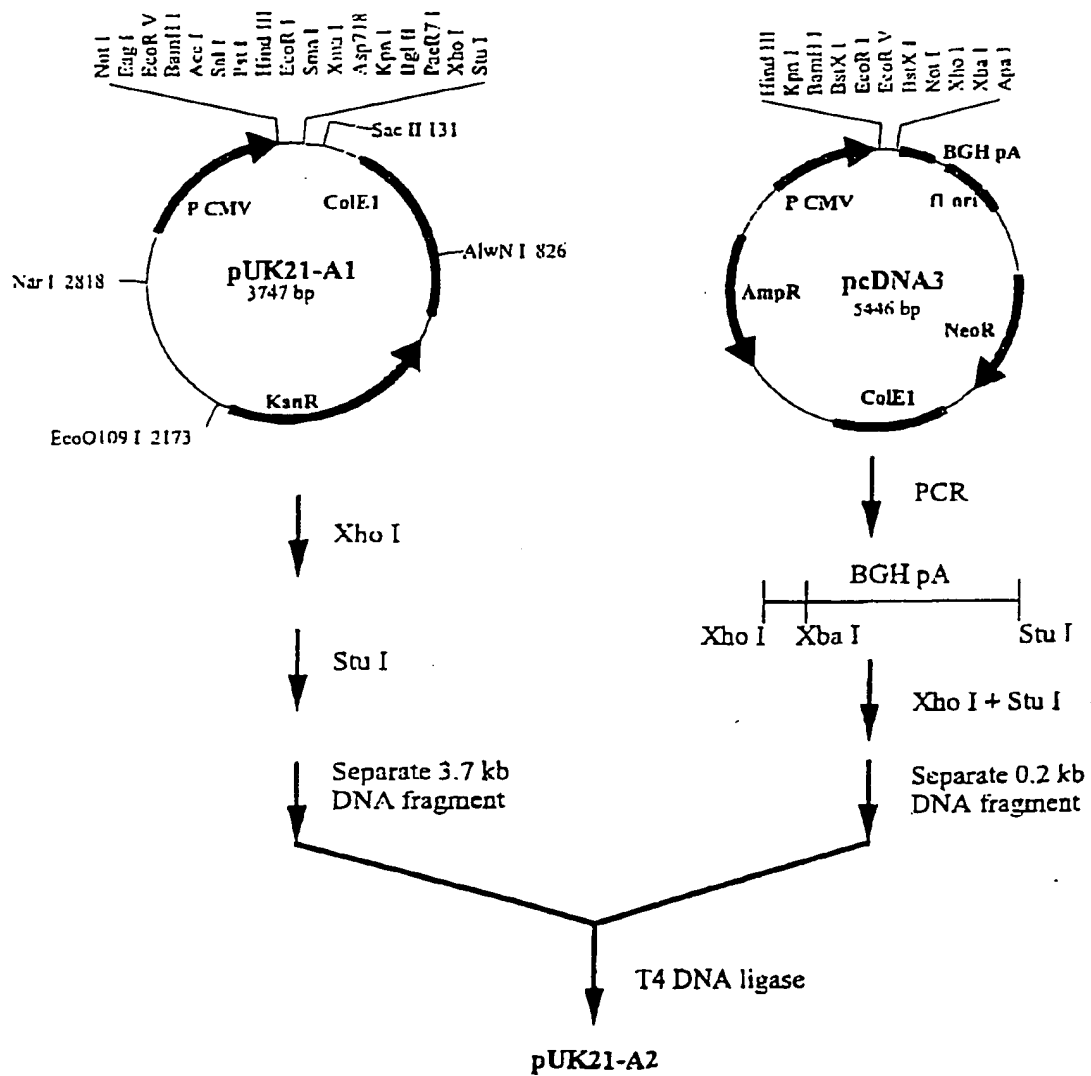 Not I
Eag I
EcoR V
BamH I
Acc I
Sal I
Pst I
Hind III
EcoR I
Sma I
Xma I
Asp718
Kpn I
Bgl II
PaeR7 I
Xho I
Stu I
Sac II 131
P CMV
ColE1
Nar I 2818
pUK21-A1
3747 bp
AlwN I 826
KanR
EcoO109 I 2173
Hind III
Kpn I
BamH I
BstX I
EcoR I
EcoR V
BstX I
Not I
Xho I
Xba I
Apa I
BGH pA
P CMV
f1 ori
AmpR
pcDNA3
5446 bp
NeoR
ColE1
Xho I
Stu I
Separate 3.7 kb
DNA fragment
PCR
BGH pA
Xho I
Xba I
Stu I
Xho I + Stu I
Separate 0.2 kb
DNA fragment
T4 DNA ligase
pUK21-A2